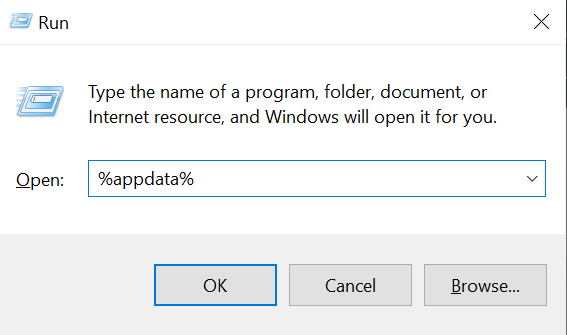 Run
Type the name of a program, folder, document, or
Internet resource, and Windows will open it for you.
Open: %appdata%
OK Cancel Browse...